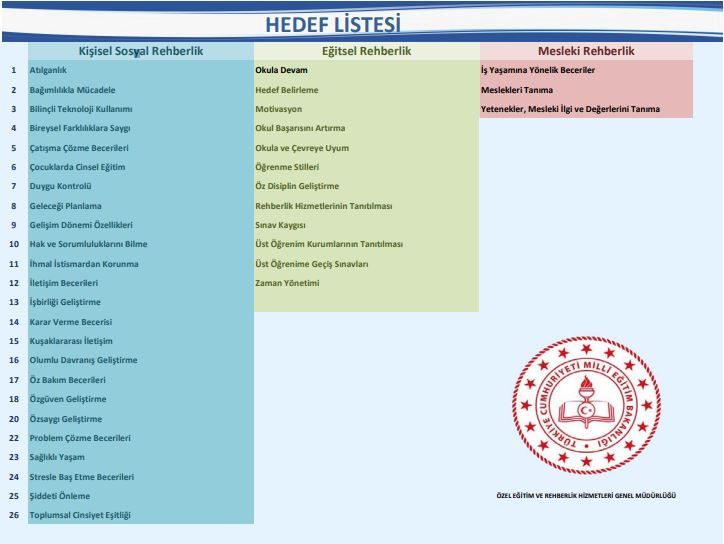 HEDEF LİSTESİ
Kişisel Sosyal Rehberlik Eğitsel Rehberlik Mesleki Rehberlik
1 Atılganlık Okula Devam İş Yaşamına Yönelik Beceriler
2 Bağımlılıkla Mücadele Hedef Belirleme Meslekleri Tanıma
3 Bilinçli Teknoloji Kullanımı Motivasyon Yetenekler, Mesleki İlgi ve Değerlerini Tanıma
4 Bireysel Farklılıklara Saygı Okul Başarısını Artırma
5 Çatışma Çözme Becerileri Okula ve Çevreye Uyum
6 Çocuklarda Cinsel Eğitim Öğrenme Stilleri
7 Duygu Kontrolü Öz Disiplin Geliştirme
8 Geleceği Planlama Rehberlik Hizmetlerinin Tanıtılması
9 Gelişim Dönemi Özellikleri Sınav Kaygısı
10 Hak ve Sorumluluklarını Bilme Üst Öğrenim Kurumlarının Tanıtılması
11 İhmal İstismardan Korunma Üst Öğrenime Geçiş Sınavları
12 İletişim Becerileri Zaman Yönetimi
13 İşbirliği Geliştirme
14 Karar Verme Becerisi
15 Kuşaklararası İletişim
16 Olumlu Davranış Geliştirme
17 Öz Bakım Becerileri
18 Özgüven Geliştirme
20 Özsaygı Geliştirme
22 Problem Çözme Becerileri
23 Sağlıklı Yaşam
24 Stresle Baş Etme Becerileri
25 Şiddeti Önleme
26 Toplumsal Cinsiyet Eşitliği
TÜRKİYE CUMHURİYETİ MİLLÎ EĞİTİM BAKANLIĞI
ÖZEL EĞİTİM VE REHBERLİK HİZMETLERİ GENEL MÜDÜRLÜĞÜ